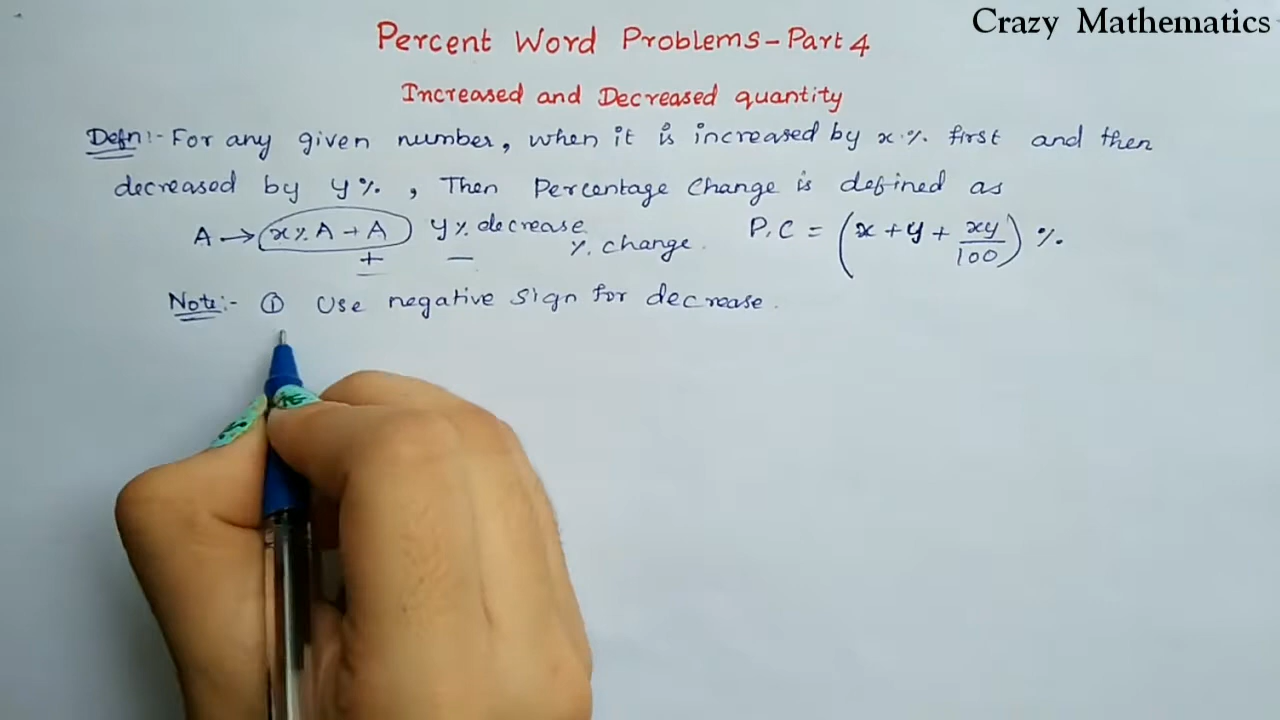 Crazy Mathematics
Percent Word Problems - Part 4
Increased and Decreased quantity
Defn :- For any given number, when it is increased by x % first and then
decreased by y % , Then Percentage Change is defined as
A → x % A + A y % decrease % change. P.C = (x + y + xy/100) %.
+ —
Note :- ① Use negative sign for decrease.